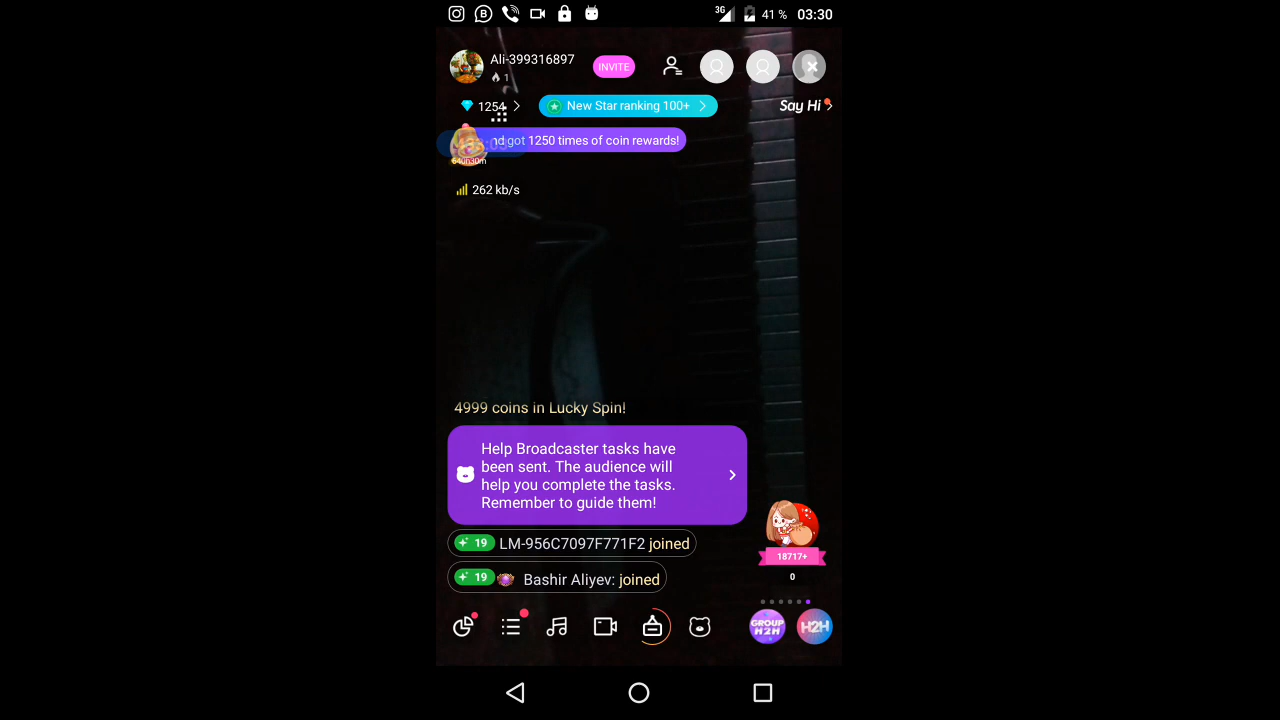 3G 41 % 03:30
Ali-399316897
1
INVITE
1254
New Star ranking 100+
Say Hi
got 1250 times of coin rewards!
262 kb/s
4999 coins in Lucky Spin!
Help Broadcaster tasks have
been sent. The audience will
help you complete the tasks.
Remember to guide them!
19 LM-956C7097F771F2 joined
19 Bashir Aliyev: joined
18717+
0
GROUP
H2H
H2H